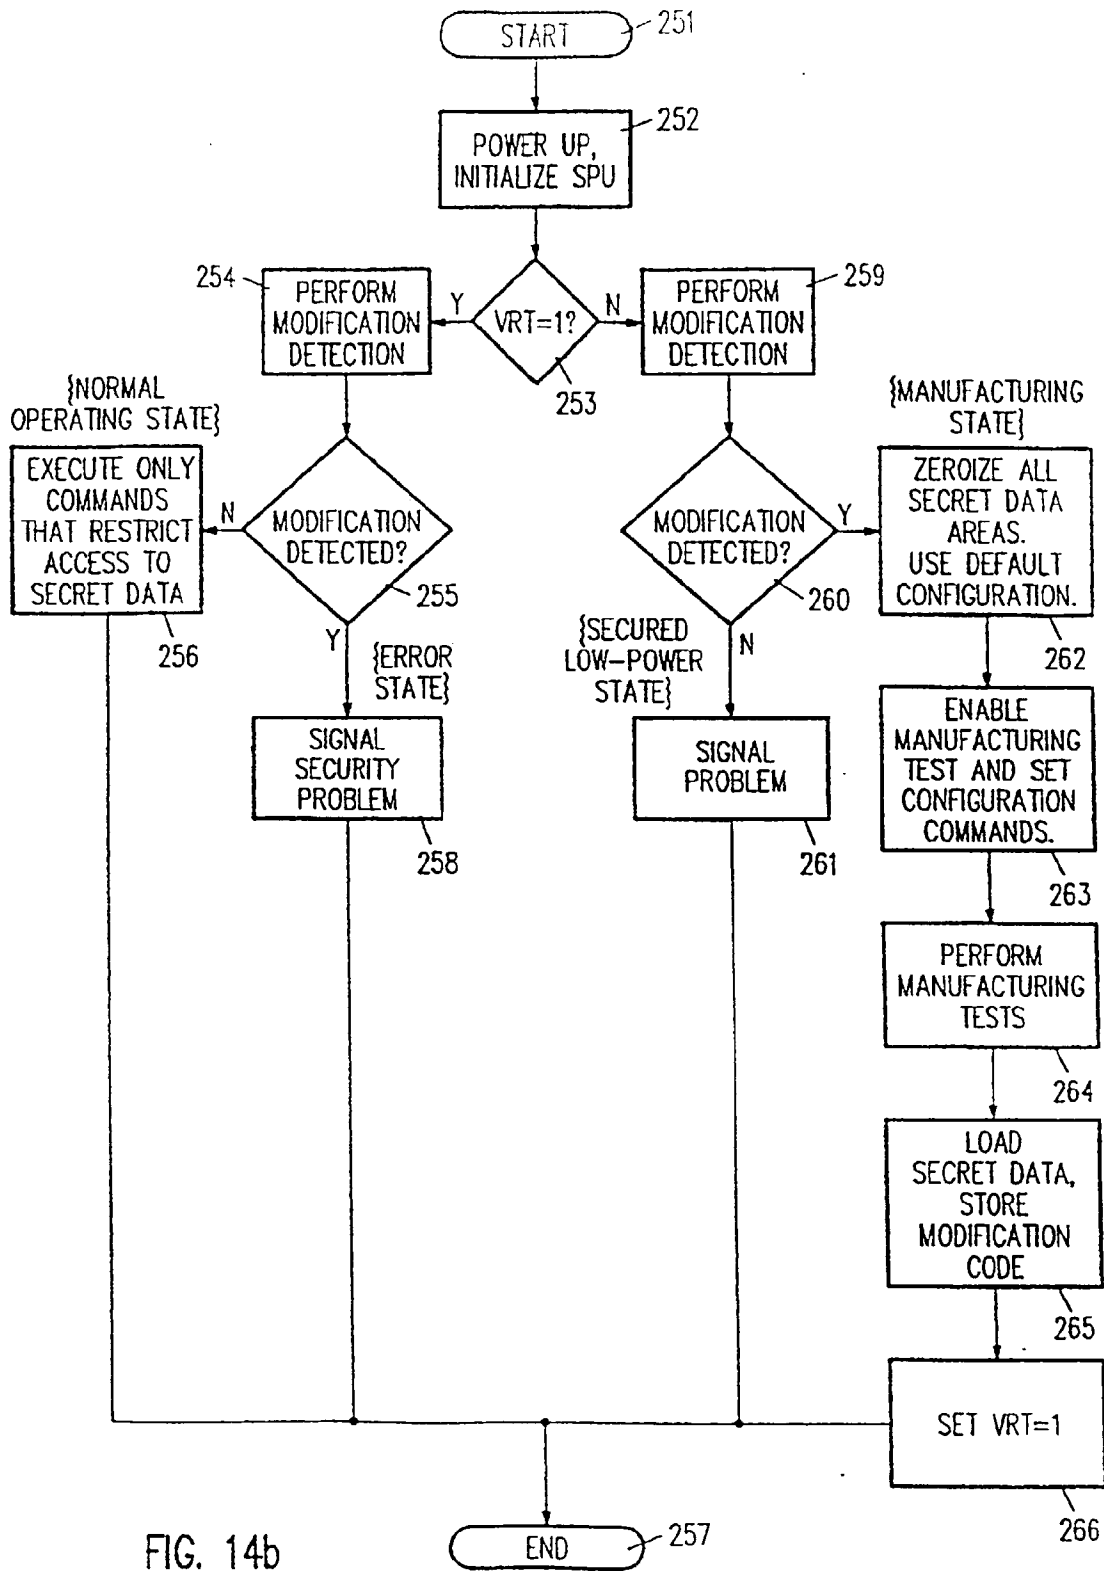 START
251
252
POWER UP,
INITIALIZE SPU
254
PERFORM
MODIFICATION
DETECTION
Y
VRT=1?
N
253
259
PERFORM
MODIFICATION
DETECTION
{NORMAL
OPERATING STATE}
EXECUTE ONLY
COMMANDS
THAT RESTRICT
ACCESS TO
SECRET DATA
256
N
MODIFICATION
DETECTED?
255
Y
{ERROR
STATE}
SIGNAL
SECURITY
PROBLEM
258
MODIFICATION
DETECTED?
260
Y
N
{SECURED
LOW-POWER
STATE}
SIGNAL
PROBLEM
261
{MANUFACTURING
STATE}
ZEROIZE ALL
SECRET DATA
AREAS.
USE DEFAULT
CONFIGURATION.
262
ENABLE
MANUFACTURING
TEST AND SET
CONFIGURATION
COMMANDS.
263
PERFORM
MANUFACTURING
TESTS
264
LOAD
SECRET DATA,
STORE
MODIFICATION
CODE
265
SET VRT=1
266
END
257
FIG. 14b